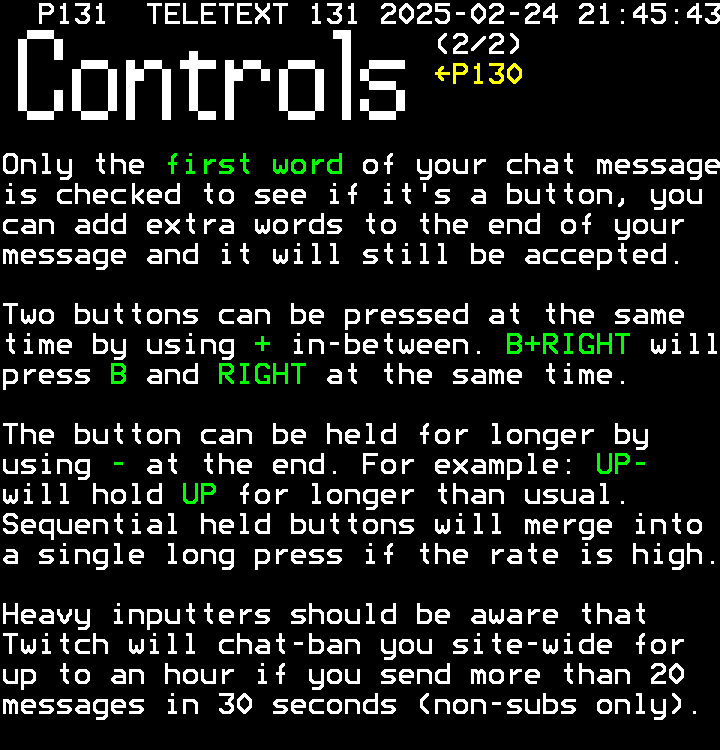 P131 TELETEXT 131 2025-02-24 21:45:43
Controls
(2/2)
←P130
Only the first word of your chat message
is checked to see if it's a button, you
can add extra words to the end of your
message and it will still be accepted.
Two buttons can be pressed at the same
time by using + in-between. B+RIGHT will
press B and RIGHT at the same time.
The button can be held for longer by
using - at the end. For example: UP-
will hold UP for longer than usual.
Sequential held buttons will merge into
a single long press if the rate is high.
Heavy inputters should be aware that
Twitch will chat-ban you site-wide for
up to an hour if you send more than 20
messages in 30 seconds (non-subs only).